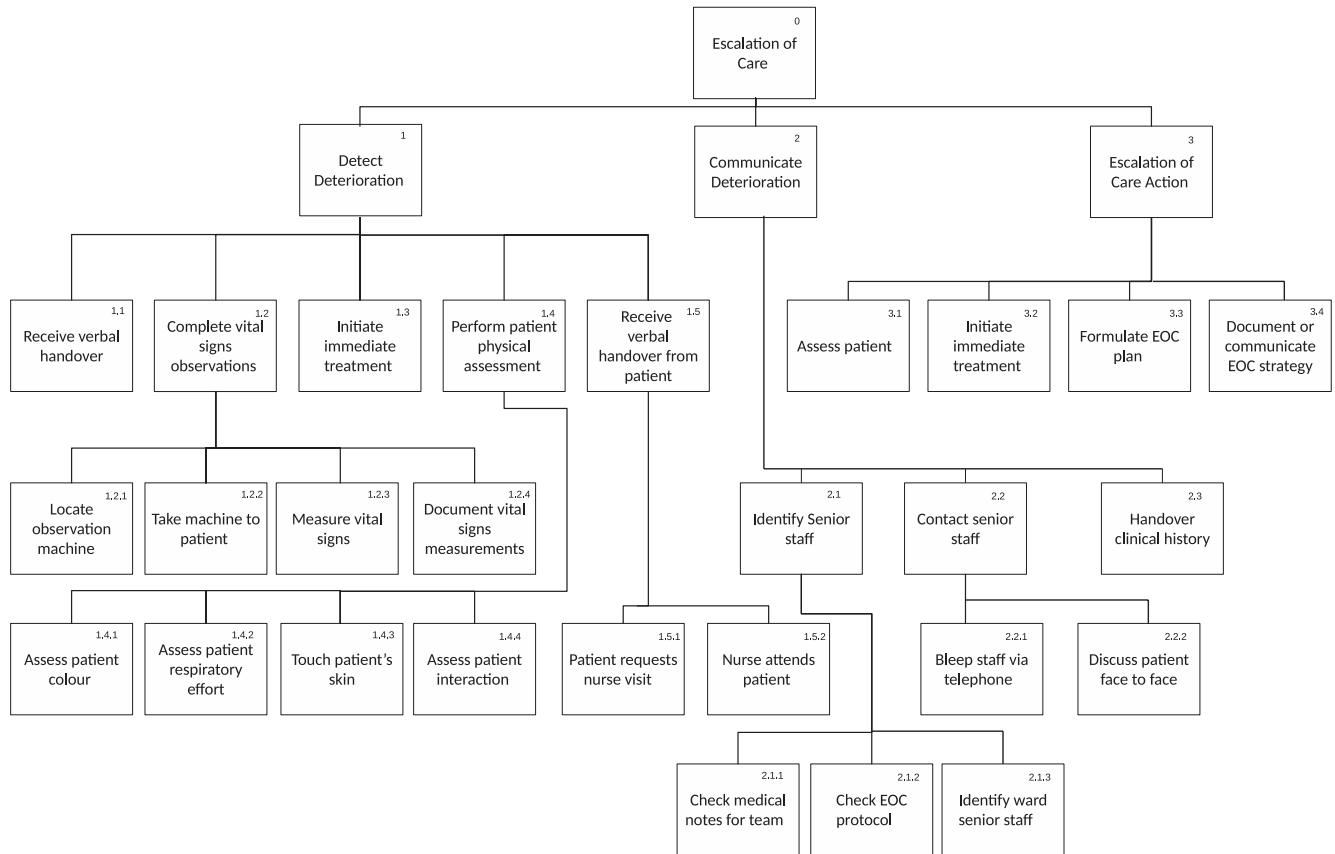 0
Escalation of
Care
1
Detect
Deterioration
2
Communicate
Deterioration
3
Escalation of
Care Action
1.1
Receive verbal
handover
1.2
Complete vital
signs
observations
1.3
Initiate
immediate
treatment
1.4
Perform patient
physical
assessment
1.5
Receive
verbal
handover from
patient
3.1
Assess patient
3.2
Initiate
immediate
treatment
3.3
Formulate EOC
plan
3.4
Document or
communicate
EOC strategy
1.2.1
Locate
observation
machine
1.2.2
Take machine to
patient
1.2.3
Measure vital
signs
1.2.4
Document vital
signs
measurements
2.1
Identify Senior
staff
2.2
Contact senior
staff
2.3
Handover
clinical history
1.4.1
Assess patient
colour
1.4.2
Assess patient
respiratory
effort
1.4.3
Touch patient's
skin
1.4.4
Assess patient
interaction
1.5.1
Patient requests
nurse visit
1.5.2
Nurse attends
patient
2.2.1
Bleep staff via
telephone
2.2.2
Discuss patient
face to face
2.1.1
Check medical
notes for team
2.1.2
Check EOC
protocol
2.1.3
Identify ward
senior staff